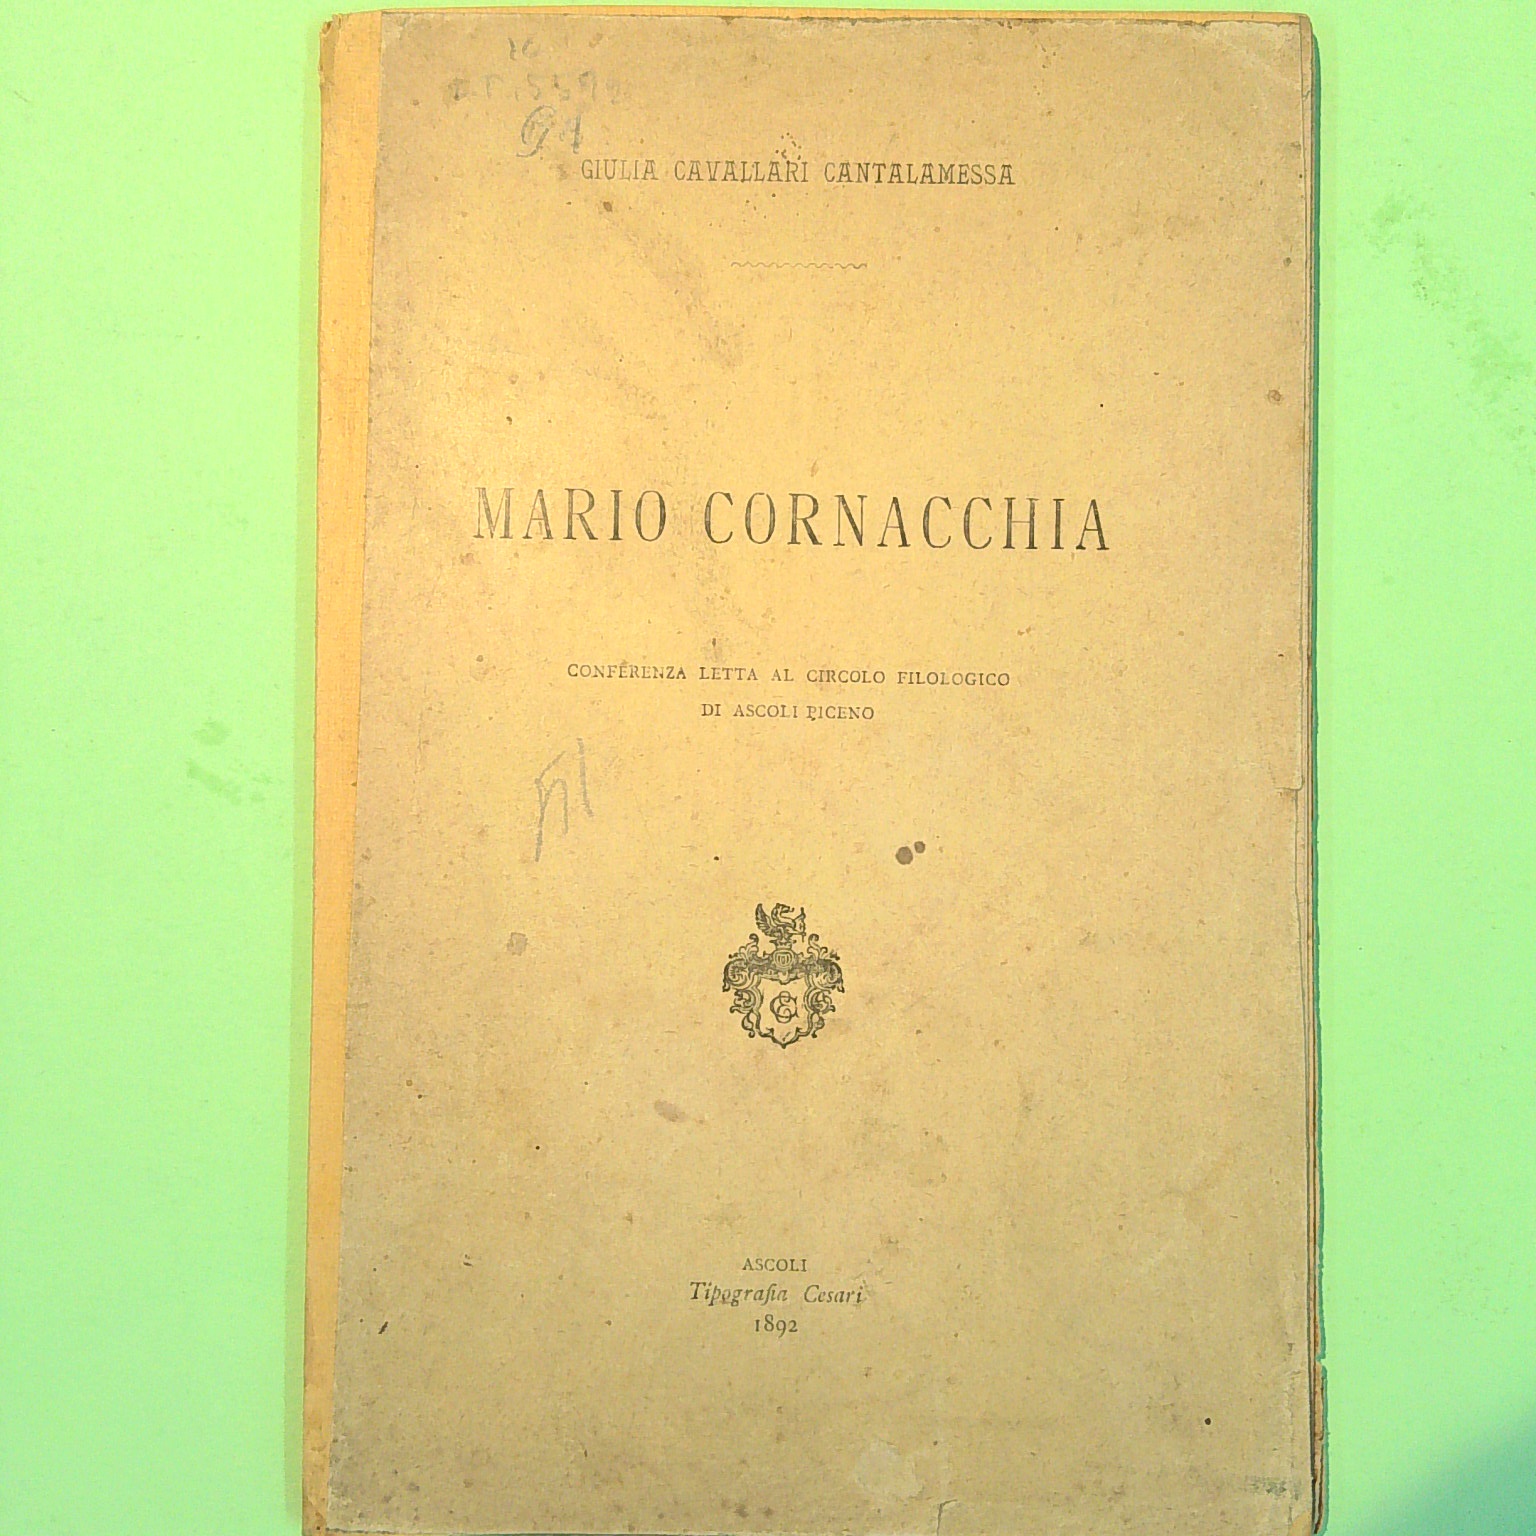 GIULIA CAVALLARI CANTALAMESSA
MARIO CORNACCHIA
CONFERENZA LETTA AL CIRCOLO FILOLOGICO
DI ASCOLI PICENO
ASCOLI
Tipografia Cesari
1892